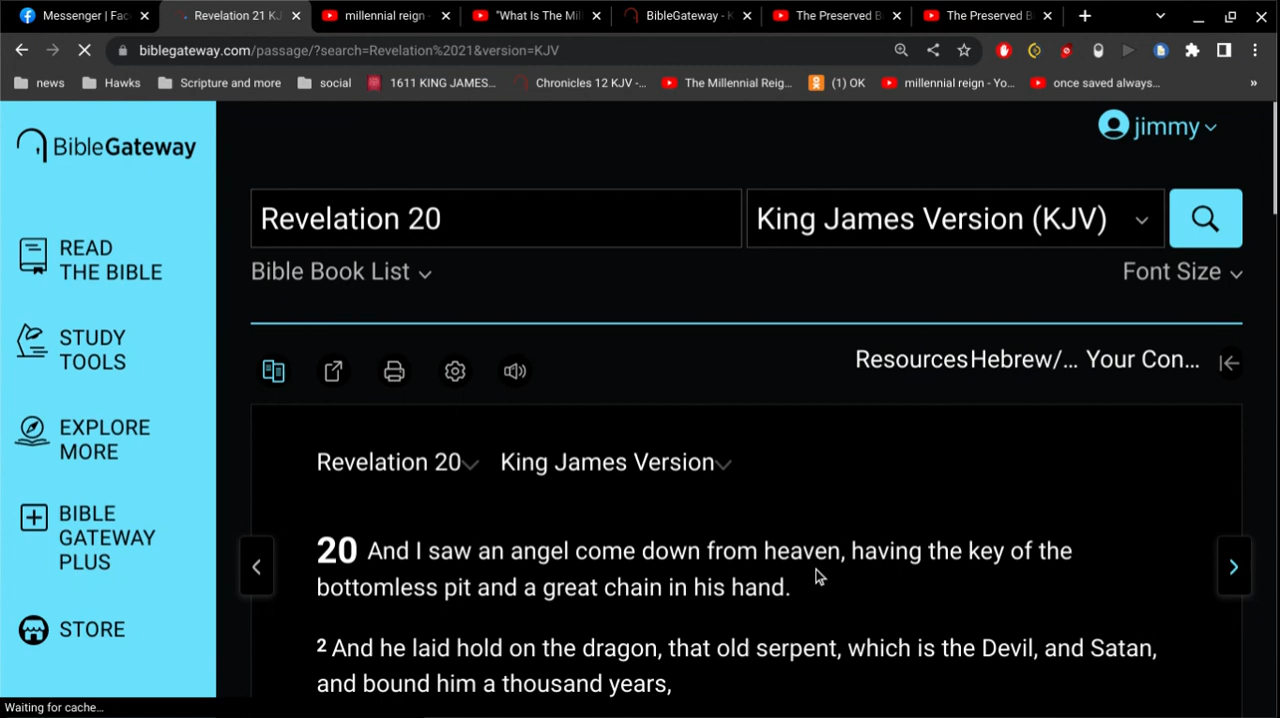 Messenger | Fac
Revelation 21 KJ
millennial reign -
"What Is The Mil
BibleGateway - K
The Preserved B
The Preserved B
biblegateway.com/passage/?search=Revelation%2021&version=KJV
news
Hawks
Scripture and more
social
1611 KING JAMES...
Chronicles 12 KJV -...
The Millennial Reig...
(1) OK
millennial reign - Yo...
once saved always...
»
BibleGateway
jimmy
Revelation 20
King James Version (KJV)
Bible Book List
Font Size
READ
THE BIBLE
STUDY
TOOLS
EXPLORE
MORE
BIBLE
GATEWAY
PLUS
STORE
Resources
Hebrew/...
Your Con...
Revelation 20
King James Version
20 And I saw an angel come down from heaven, having the key of the
bottomless pit and a great chain in his hand.
2 And he laid hold on the dragon, that old serpent, which is the Devil, and Satan,
and bound him a thousand years,
Waiting for cache...